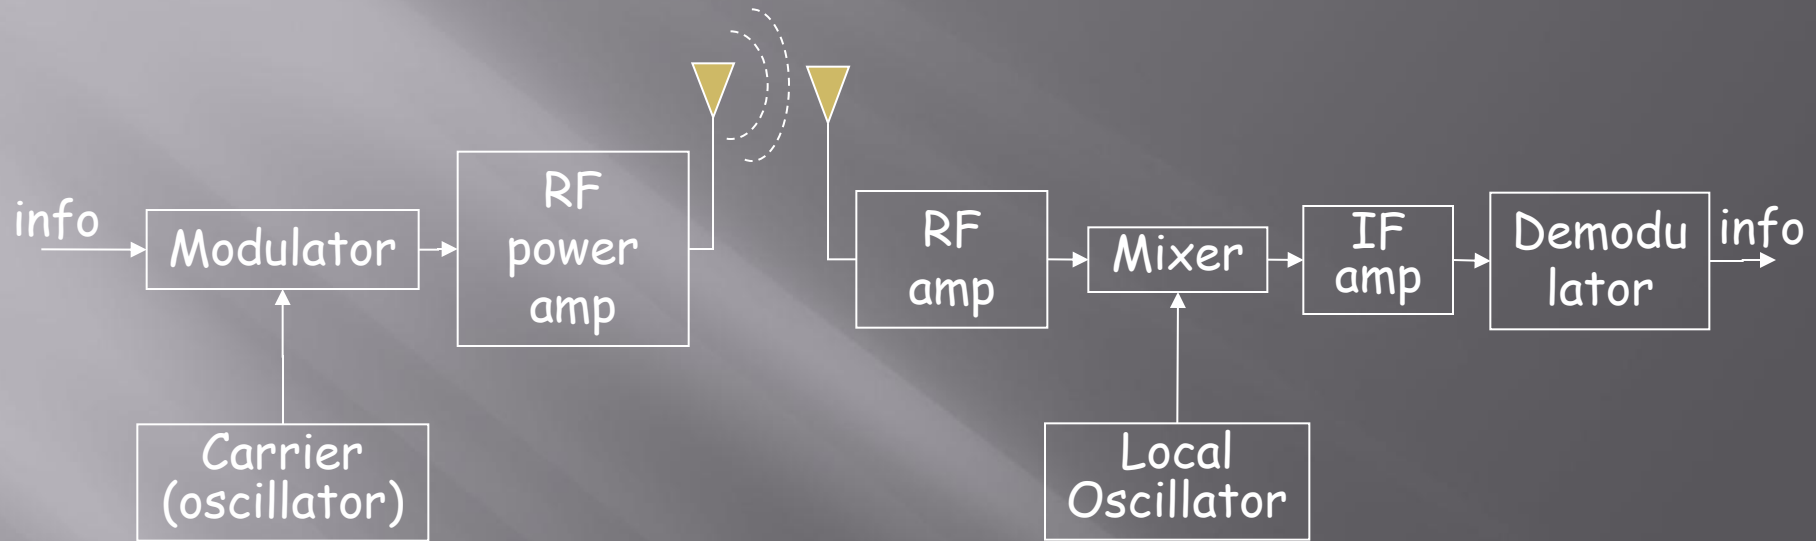 info
Modulator
Carrier
(oscillator)
RF
power
amp
RF
amp
Mixer
Local
Oscillator
IF
amp
Demodu
lator
info